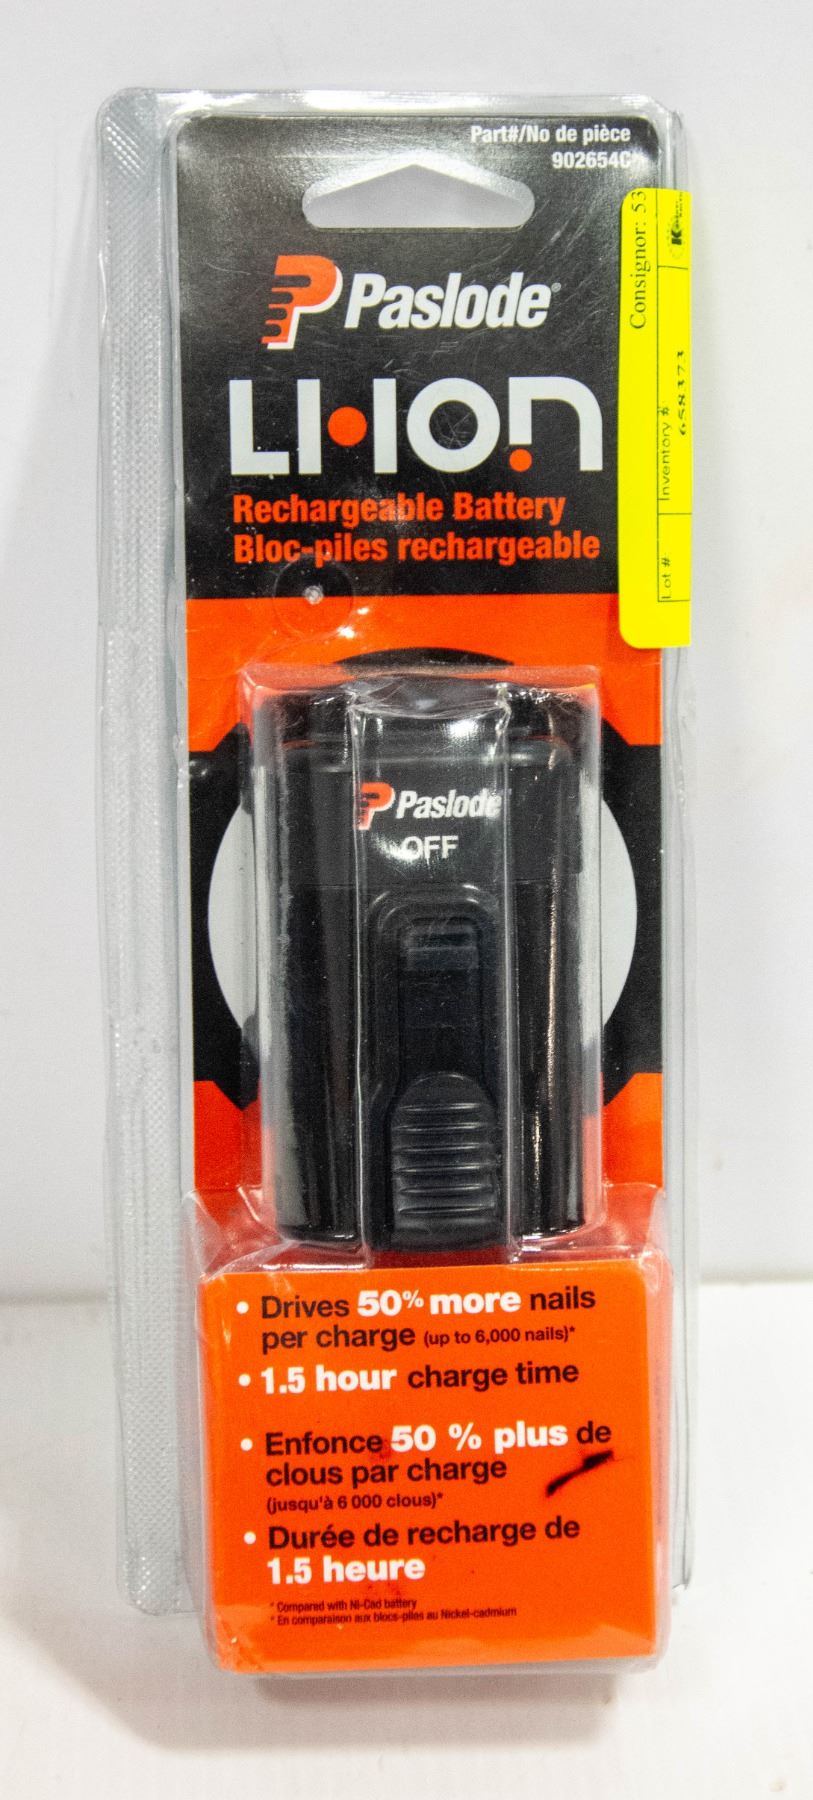 Part#/No de pièce
902654C
Paslode®
LI·ION
Rechargeable Battery
Bloc-piles rechargeable
Consignor: 53
Inventory #
658373
Lot #
Paslode
OFF
• Drives 50% more nails
per charge (up to 6,000 nails)*
• 1.5 hour charge time
• Enfonce 50 % plus de
clous par charge
(jusqu'à 6 000 clous)*
• Durée de recharge de
1.5 heure
* Compared with Ni-Cad battery
* En comparaison aux blocs-piles au Nickel-cadmium